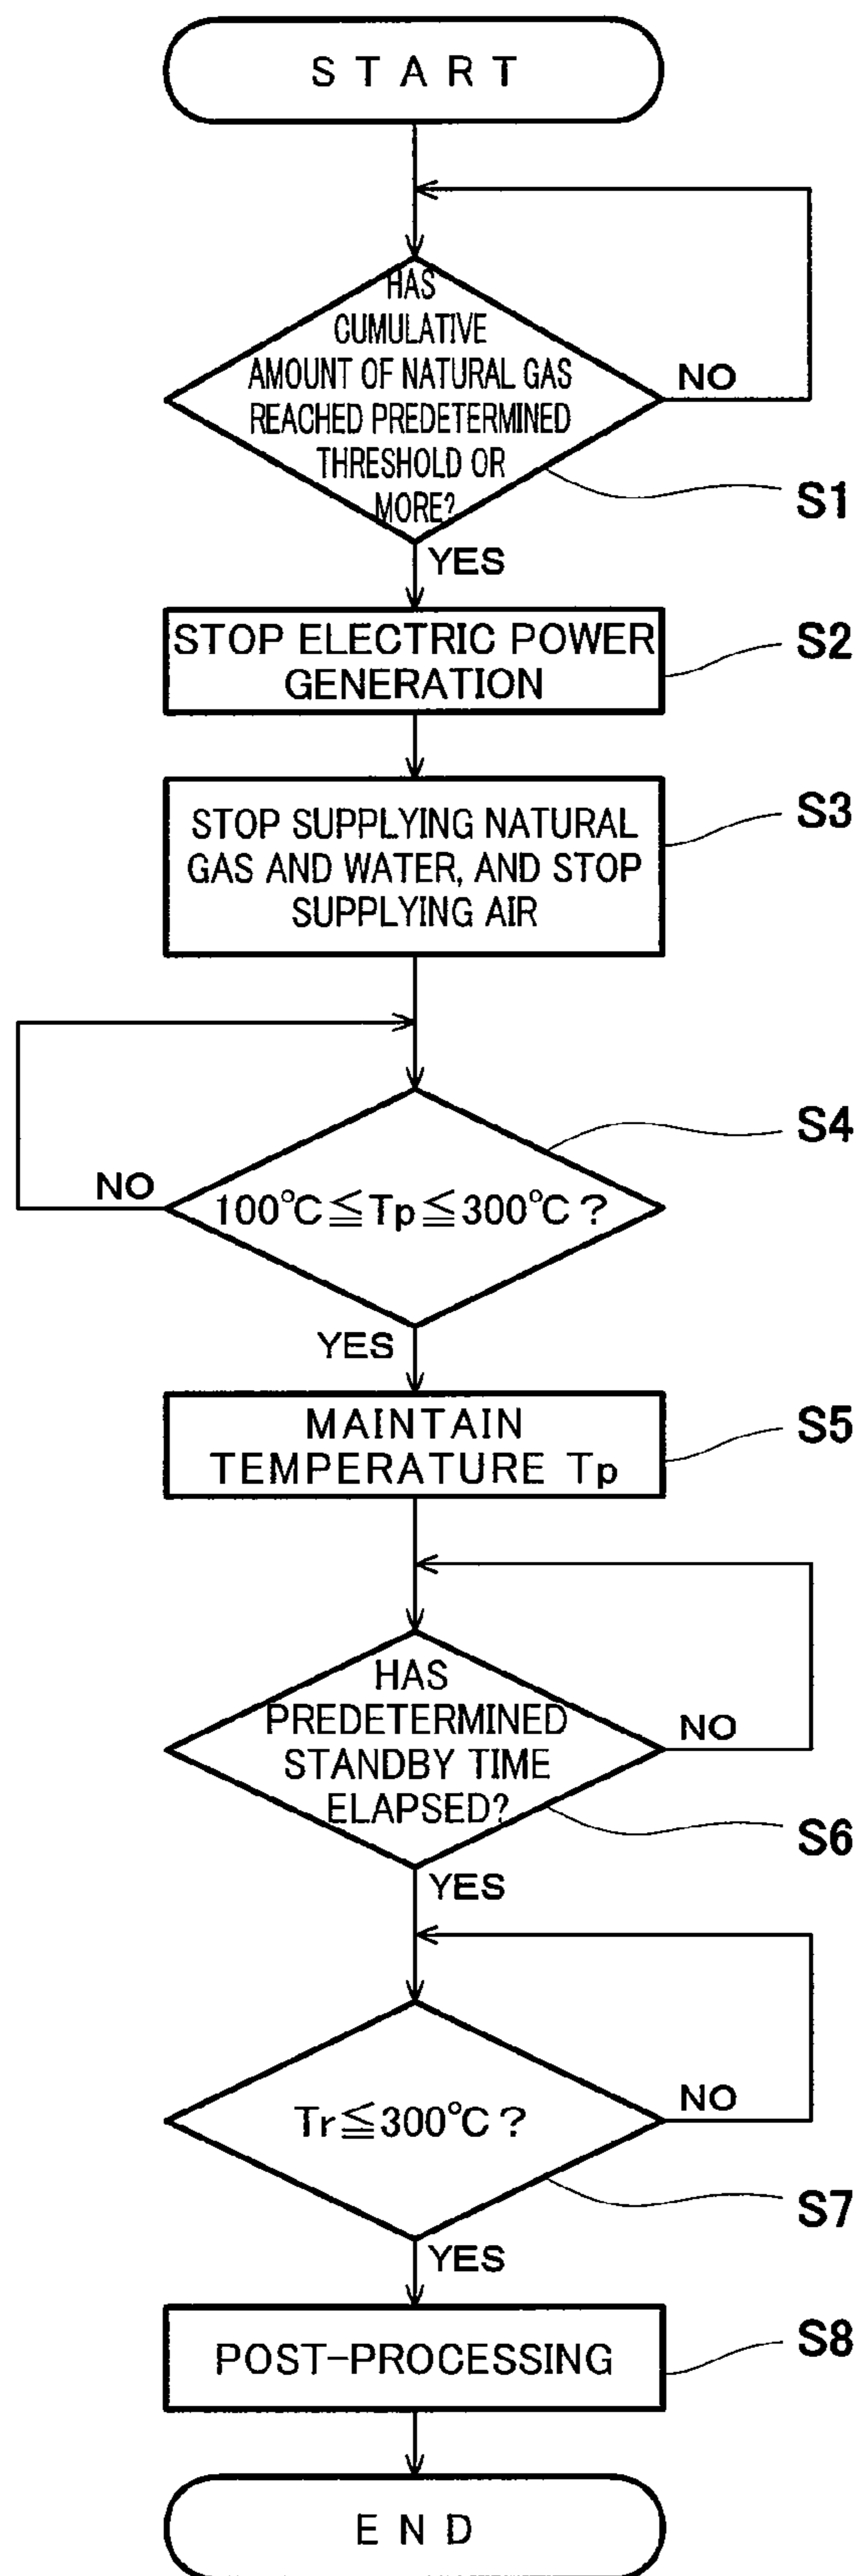 START
HAS
CUMULATIVE
AMOUNT OF NATURAL GAS
REACHED PREDETERMINED
THRESHOLD OR
MORE?
NO
S1
YES
STOP ELECTRIC POWER
GENERATION
S2
STOP SUPPLYING NATURAL
GAS AND WATER, AND STOP
SUPPLYING AIR
S3
S4
NO
100℃≦Tp≦300℃?
YES
MAINTAIN
TEMPERATURE Tp
S5
HAS
PREDETERMINED
STANDBY TIME
ELAPSED?
NO
S6
YES
Tr≦300℃?
NO
S7
YES
POST-PROCESSING
S8
END